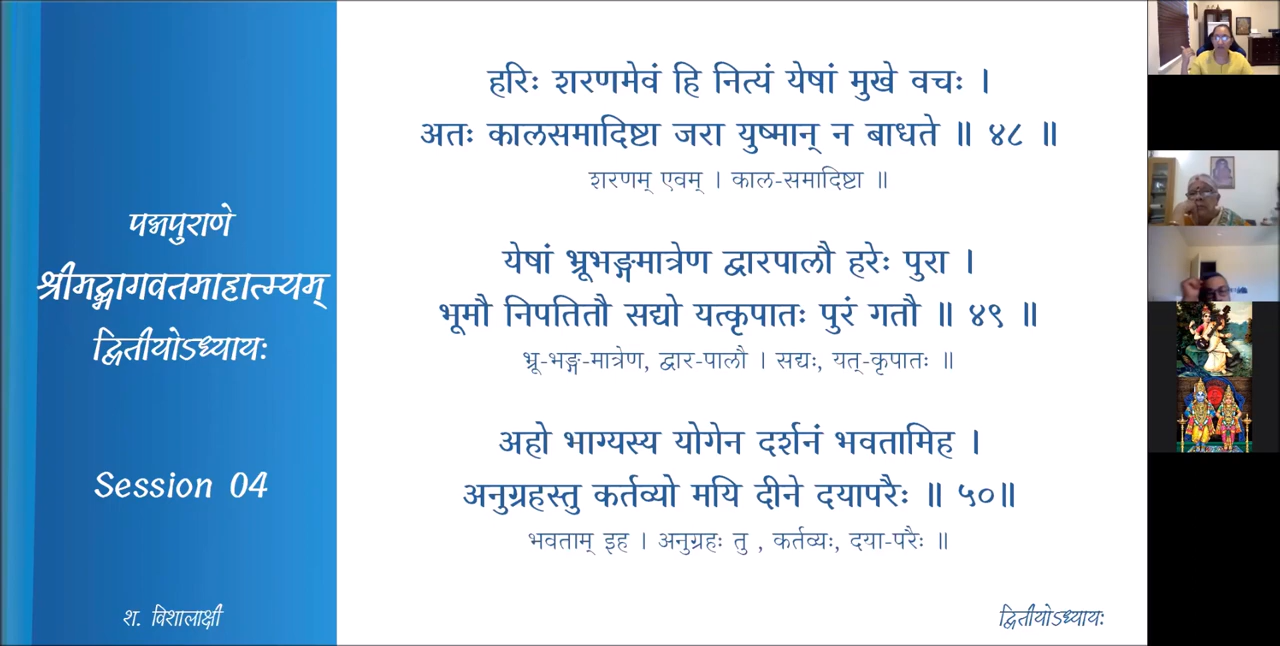 पद्मपुराणे
श्रीमद्भागवतमाहात्म्यम्
द्वितीयोऽध्यायः
Session 04
श. विशालाक्षी
हरिः शरणमेवं हि नित्यं येषां मुखे वचः ।
अतः कालसमादिष्टा जरा युष्मान् न बाधते ॥ ४८ ॥
शरणम् एवम् । काल-समादिष्टा ॥
येषां भ्रूभङ्गमात्रेण द्वारपालौ हरेः पुरा ।
भूमौ निपतितौ सद्यो यत्कृपातः पुरं गतौ ॥ ४९ ॥
भ्रू-भङ्ग-मात्रेण, द्वार-पालौ । सद्यः, यत्-कृपातः ॥
अहो भाग्यस्य योगेन दर्शनं भवतामिह ।
अनुग्रहस्तु कर्तव्यो मयि दीने दयापरैः ॥ ५०॥
भवताम् इह । अनुग्रहः तु , कर्तव्यः, दया-परैः ॥
द्वितीयोऽध्यायः